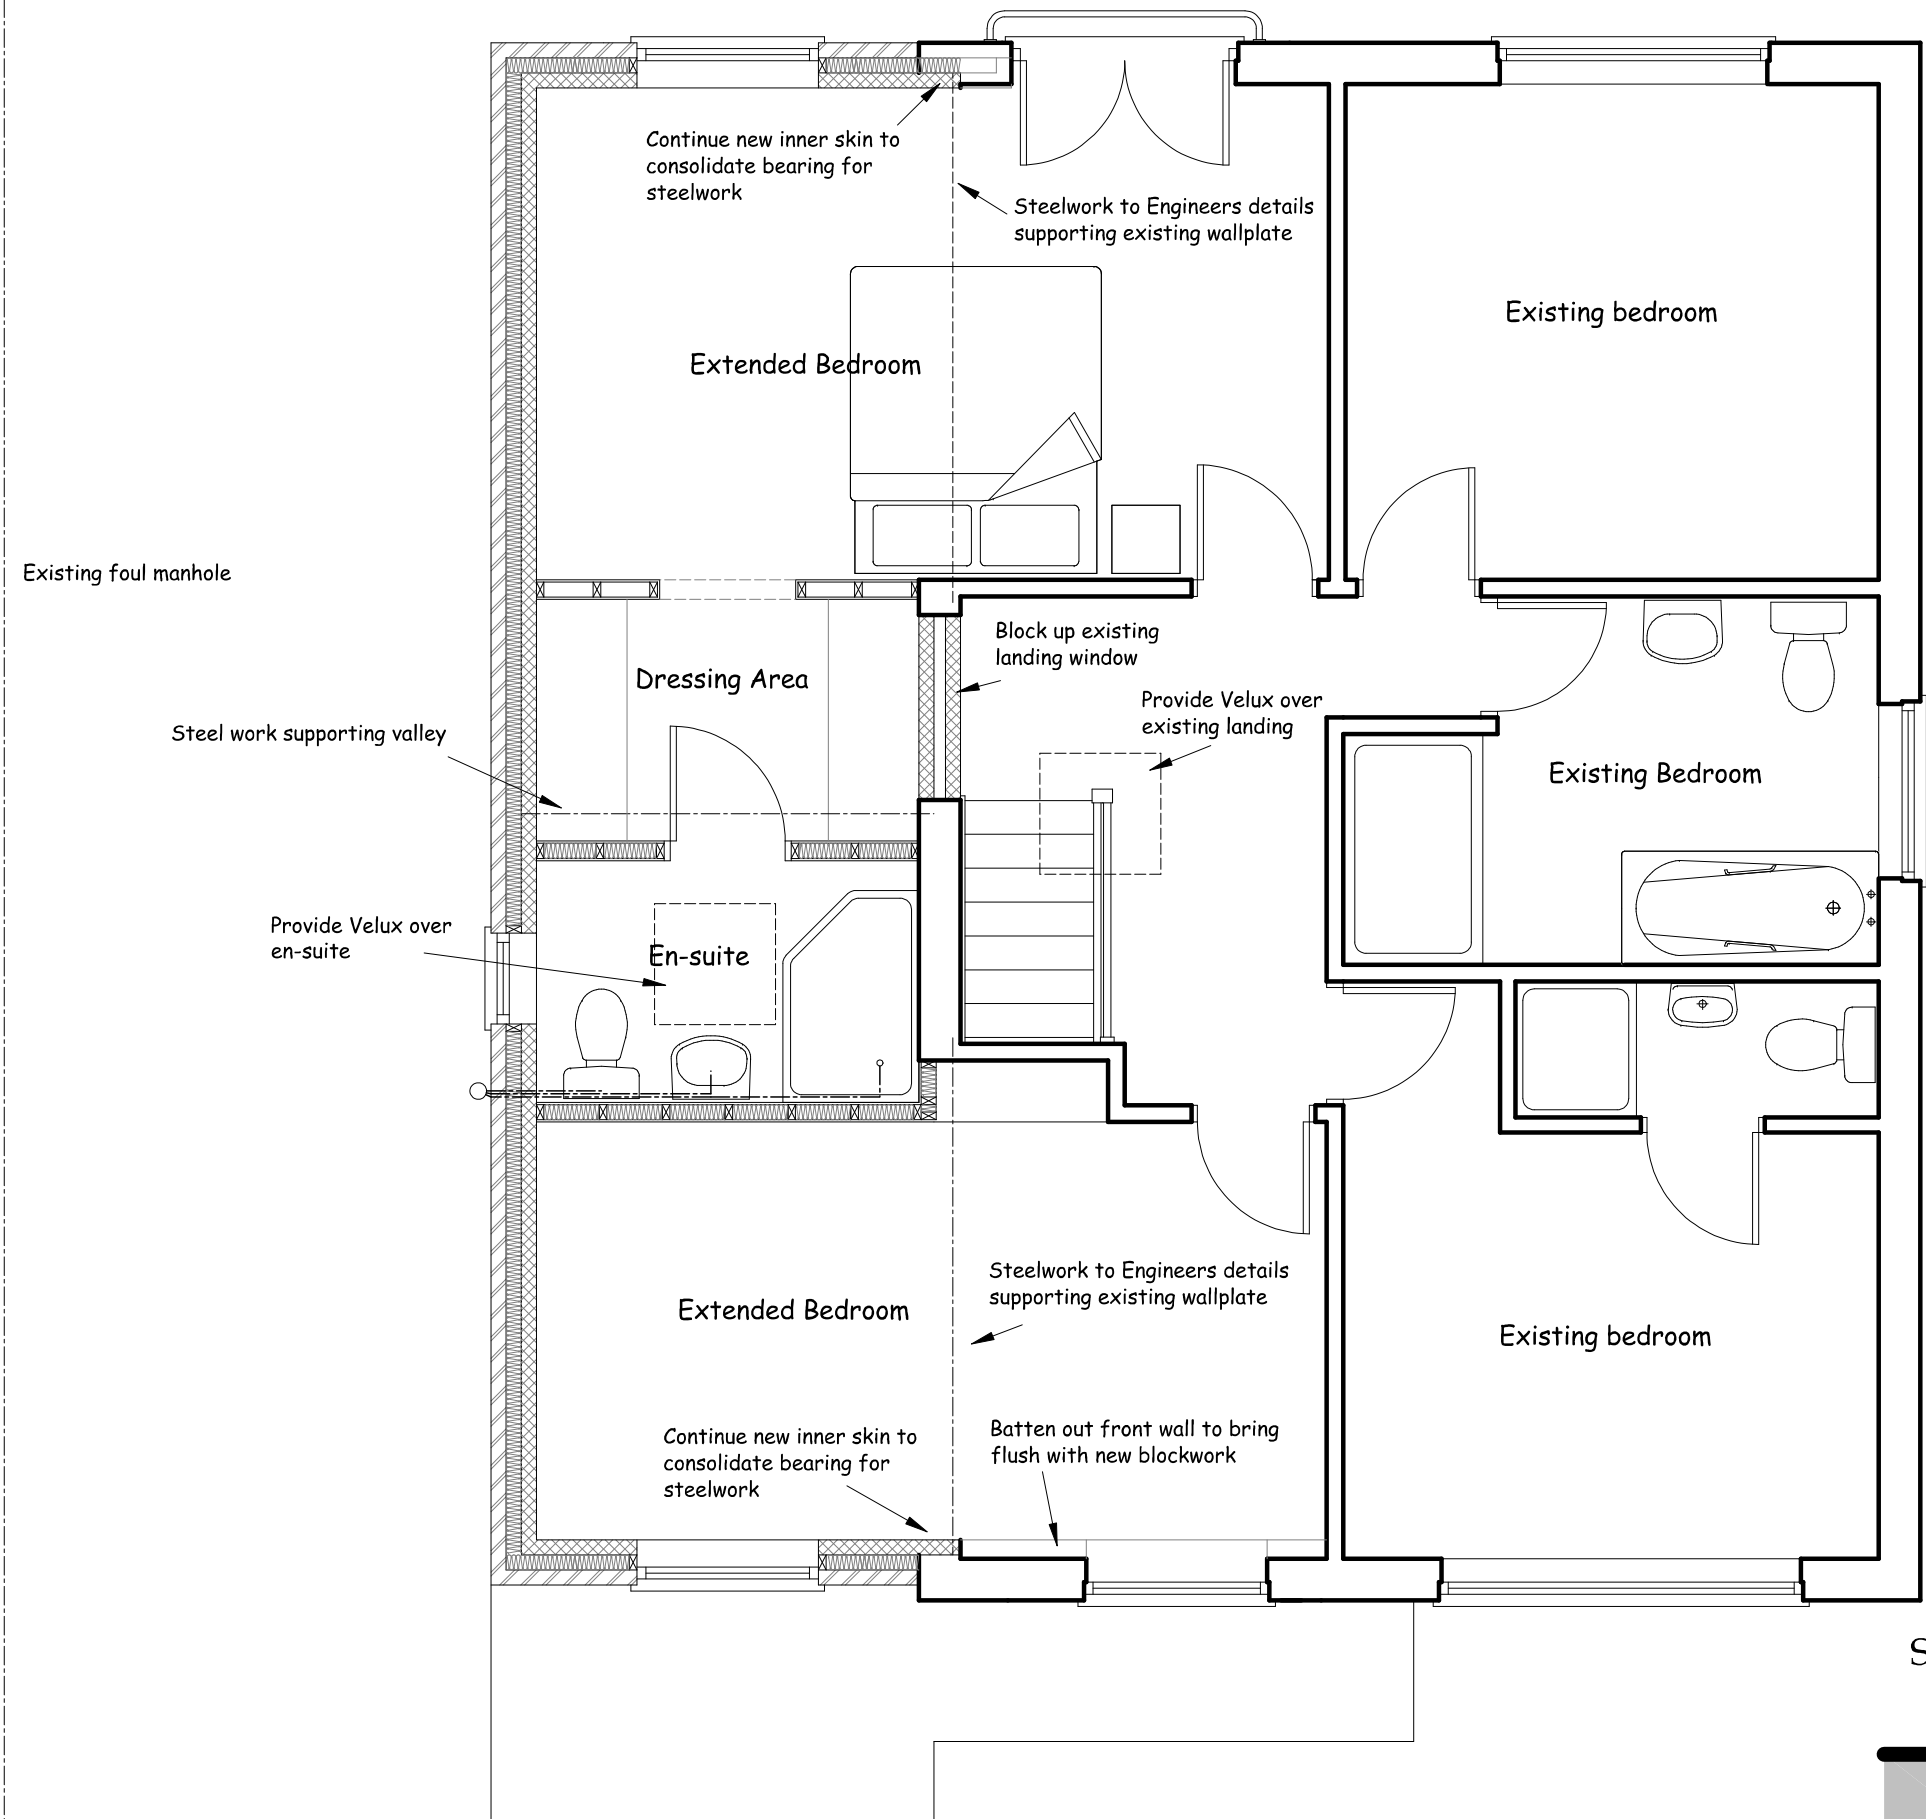 Continue new inner skin to
consolidate bearing for
steelwork
Steelwork to Engineers details
supporting existing wallplate
Existing bedroom
Extended Bedroom
Existing foul manhole
Block up existing
landing window
Dressing Area
Provide Velux over
existing landing
Steel work supporting valley
Existing Bedroom
Provide Velux over
en-suite
En-suite
Steelwork to Engineers details
supporting existing wallplate
Extended Bedroom
Existing bedroom
Continue new inner skin to
consolidate bearing for
steelwork
Batten out front wall to bring
flush with new blockwork
S